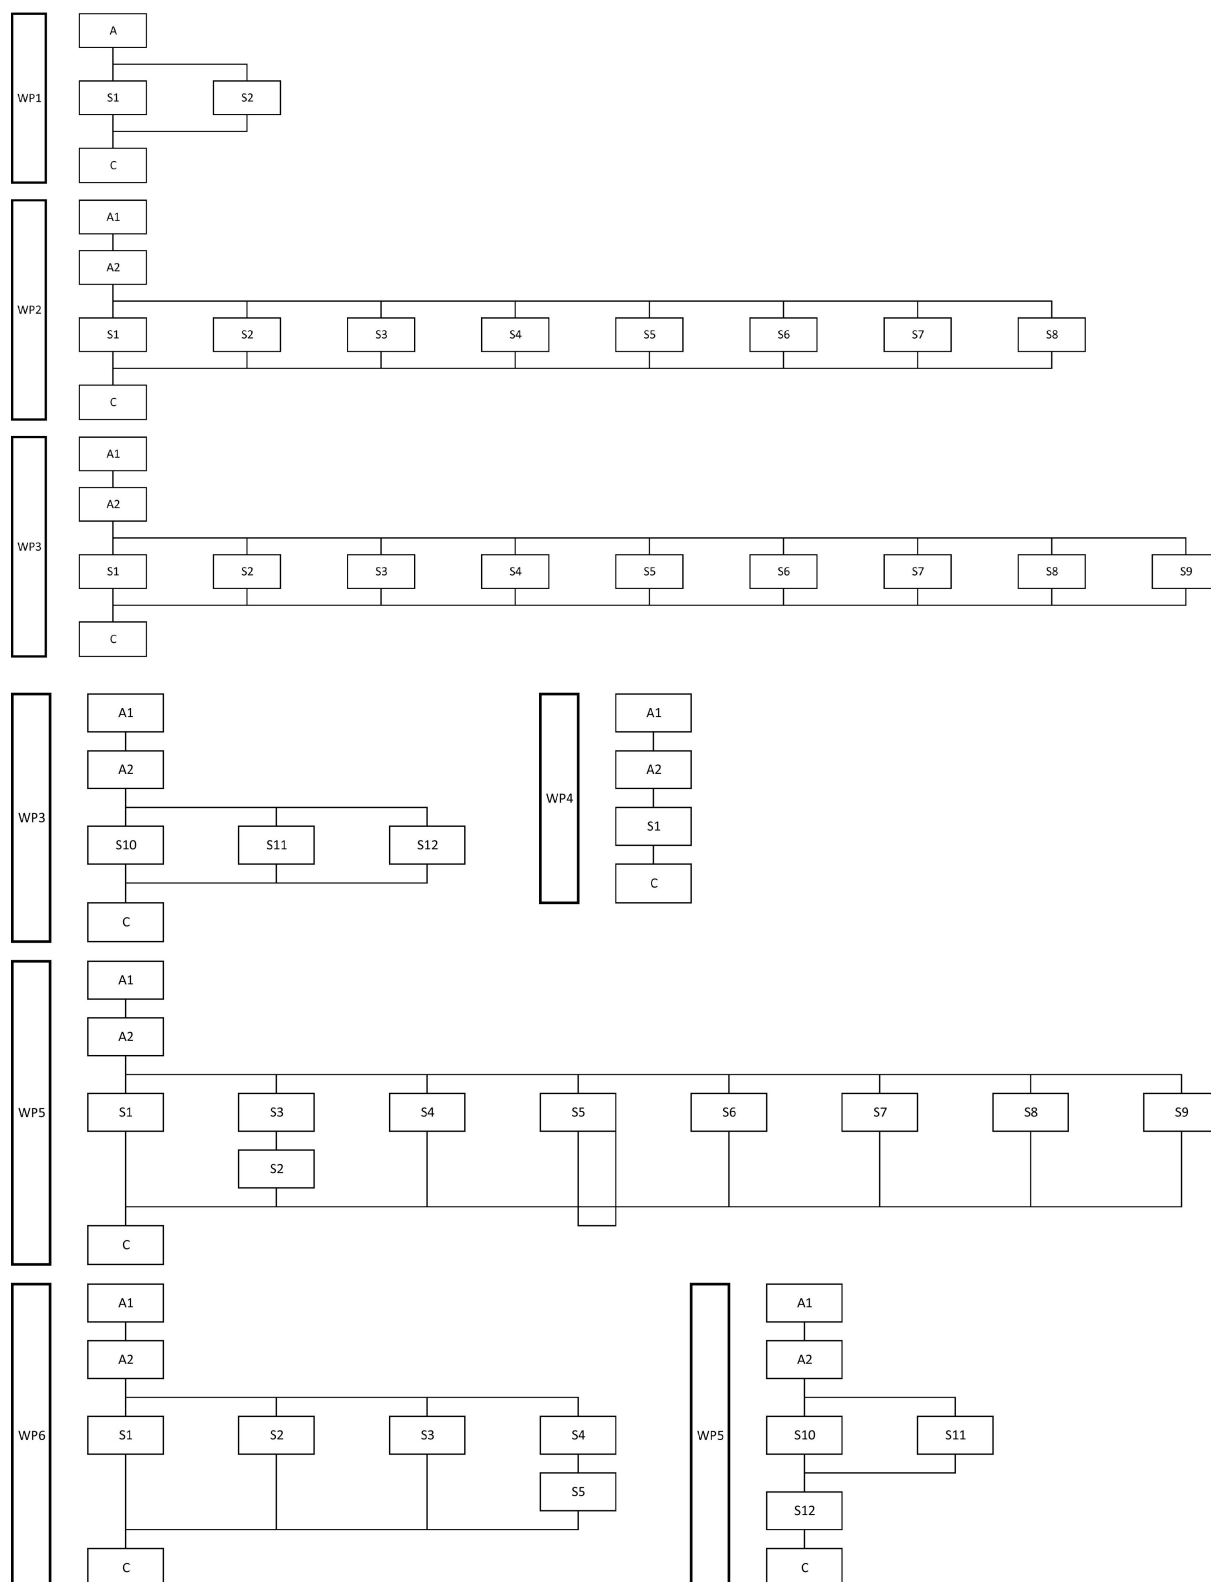 A
WP1
S1 S2
C
A1
A2
WP2
S1 S2 S3 S4 S5 S6 S7 S8
C
A1
A2
WP3
S1 S2 S3 S4 S5 S6 S7 S8 S9
C
WP3
A1
A2
S10 S11 S12
C
WP4
A1
A2
S1
C
A1
A2
WP5
S1 S3 S4 S5 S6 S7 S8 S9
S2
C
WP6
A1
A2
S1 S2 S3 S4
S5
C
WP5
A1
A2
S10 S11
S12
C